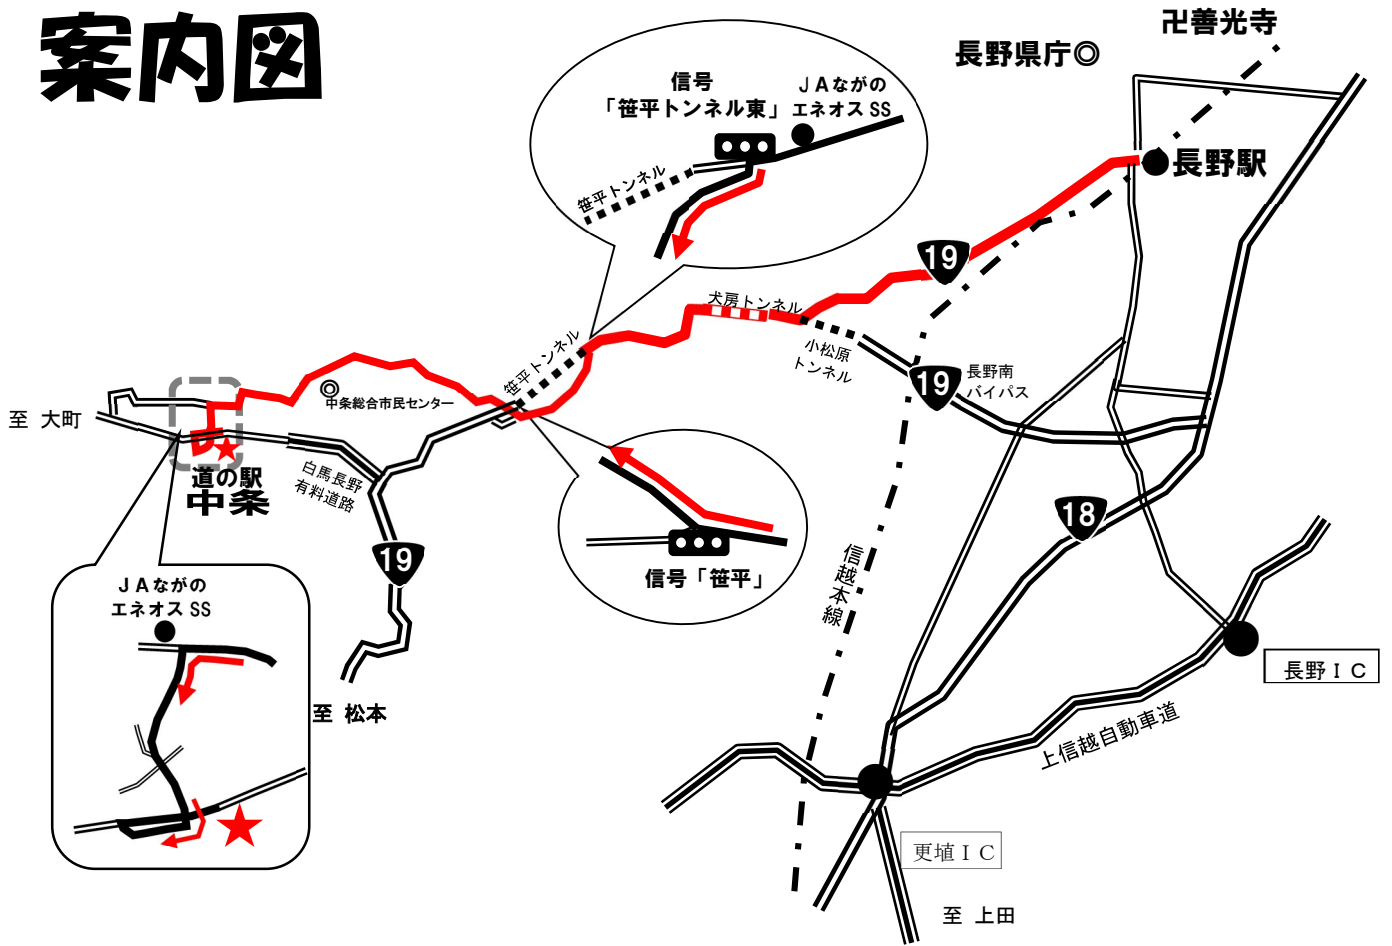 案内図
卍善光寺
長野県庁◎
信号
「笹平トンネル東」
ＪＡながの
エネオス SS
笹平トンネル
長野駅
19
犬房トンネル
小松原
トンネル
19
長野南
バイパス
笹平トンネル
中条総合市民センター
至 大町
道の駅
中条
白馬長野
有料道路
19
信号「笹平」
18
信越本線
ＪＡながの
エネオス SS
至 松本
長野ＩＣ
上信越自動車道
更埴ＩＣ
至 上田